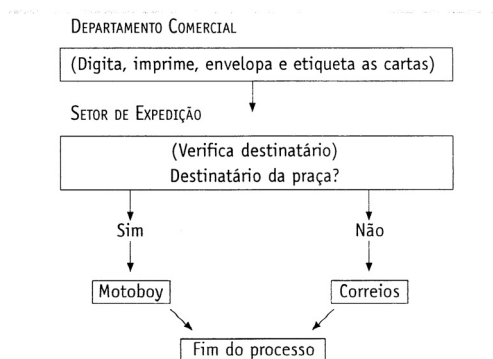 DEPARTAMENTO COMERCIAL
(Digita, imprime, envelopa e etiqueta as cartas)
SETOR DE EXPEDIÇÃO
(Verifica destinatário)
Destinatário da praça?
Sim Não
Motoboy Correios
Fim do processo